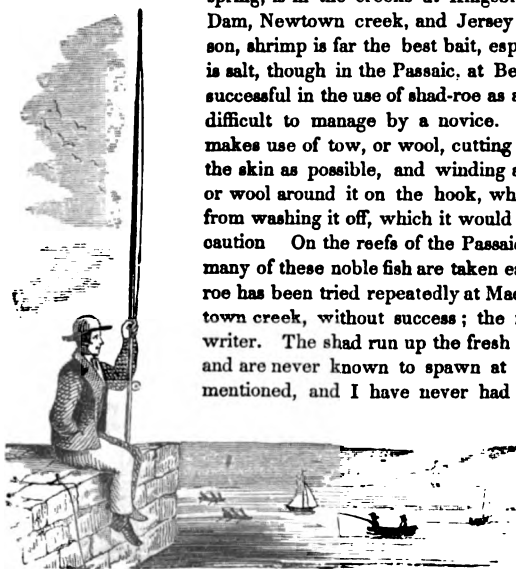 Dam, Newtown creek, and Jersey
son, shrimp is far the best bait, esp
is salt, though in the Passaic, at Be
successful in the use of shad-roe as a
difficult to manage by a novice.
makes use of tow, or wool, cutting
the skin as possible, and winding a
or wool around it on the hook, wh
from washing it off, which it would
caution On the reefs of the Passaic
many of these noble fish are taken ea
roe has been tried repeatedly at Mac
town creek, without success; the
writer. The shad run up the fresh
and are never known to spawn at
mentioned, and I have never had